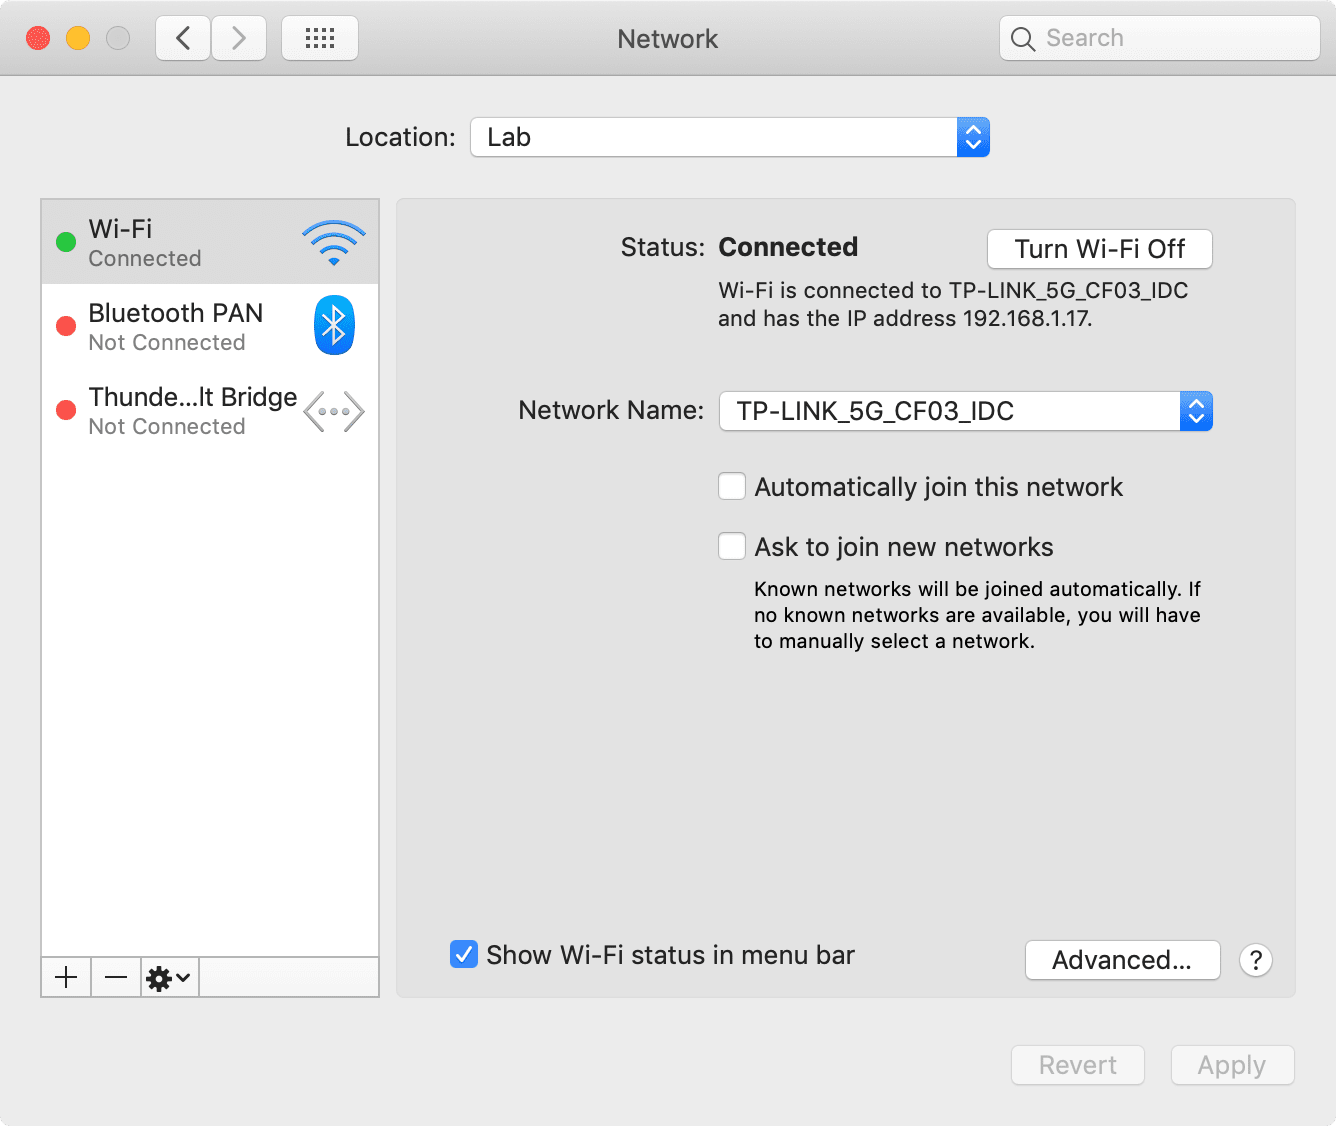 Network
Search
Location: Lab
Wi-Fi
Connected
Bluetooth PAN
Not Connected
Thunde...lt Bridge
Not Connected
Status: Connected
Turn Wi-Fi Off
Wi-Fi is connected to TP-LINK_5G_CF03_IDC
and has the IP address 192.168.1.17.
Network Name: TP-LINK_5G_CF03_IDC
Automatically join this network
Ask to join new networks
Known networks will be joined automatically. If
no known networks are available, you will have
to manually select a network.
Show Wi-Fi status in menu bar
Advanced...
?
Revert
Apply